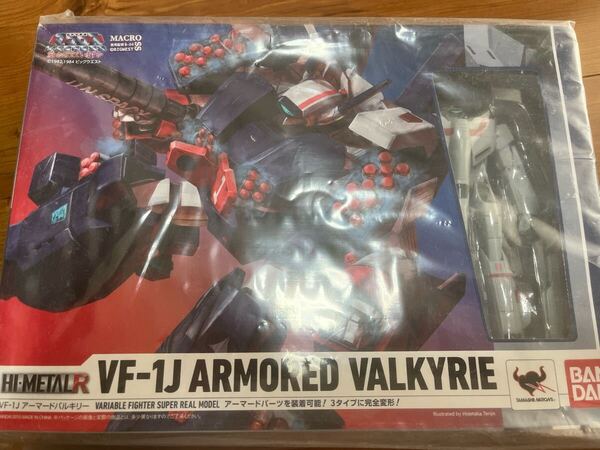 MACROSS
©1982,1984 ビックウエスト
HI-METAL R
VF-1J ARMORED VALKYRIE
VF-1J アーマードバルキリー
VARIABLE FIGHTER SUPER REAL MODEL アーマードパーツを装着可能! 3タイプに完全変形!
TAMASHII NATIONS
BAN
DAI
Illustrated by Hidetaka Tenjin